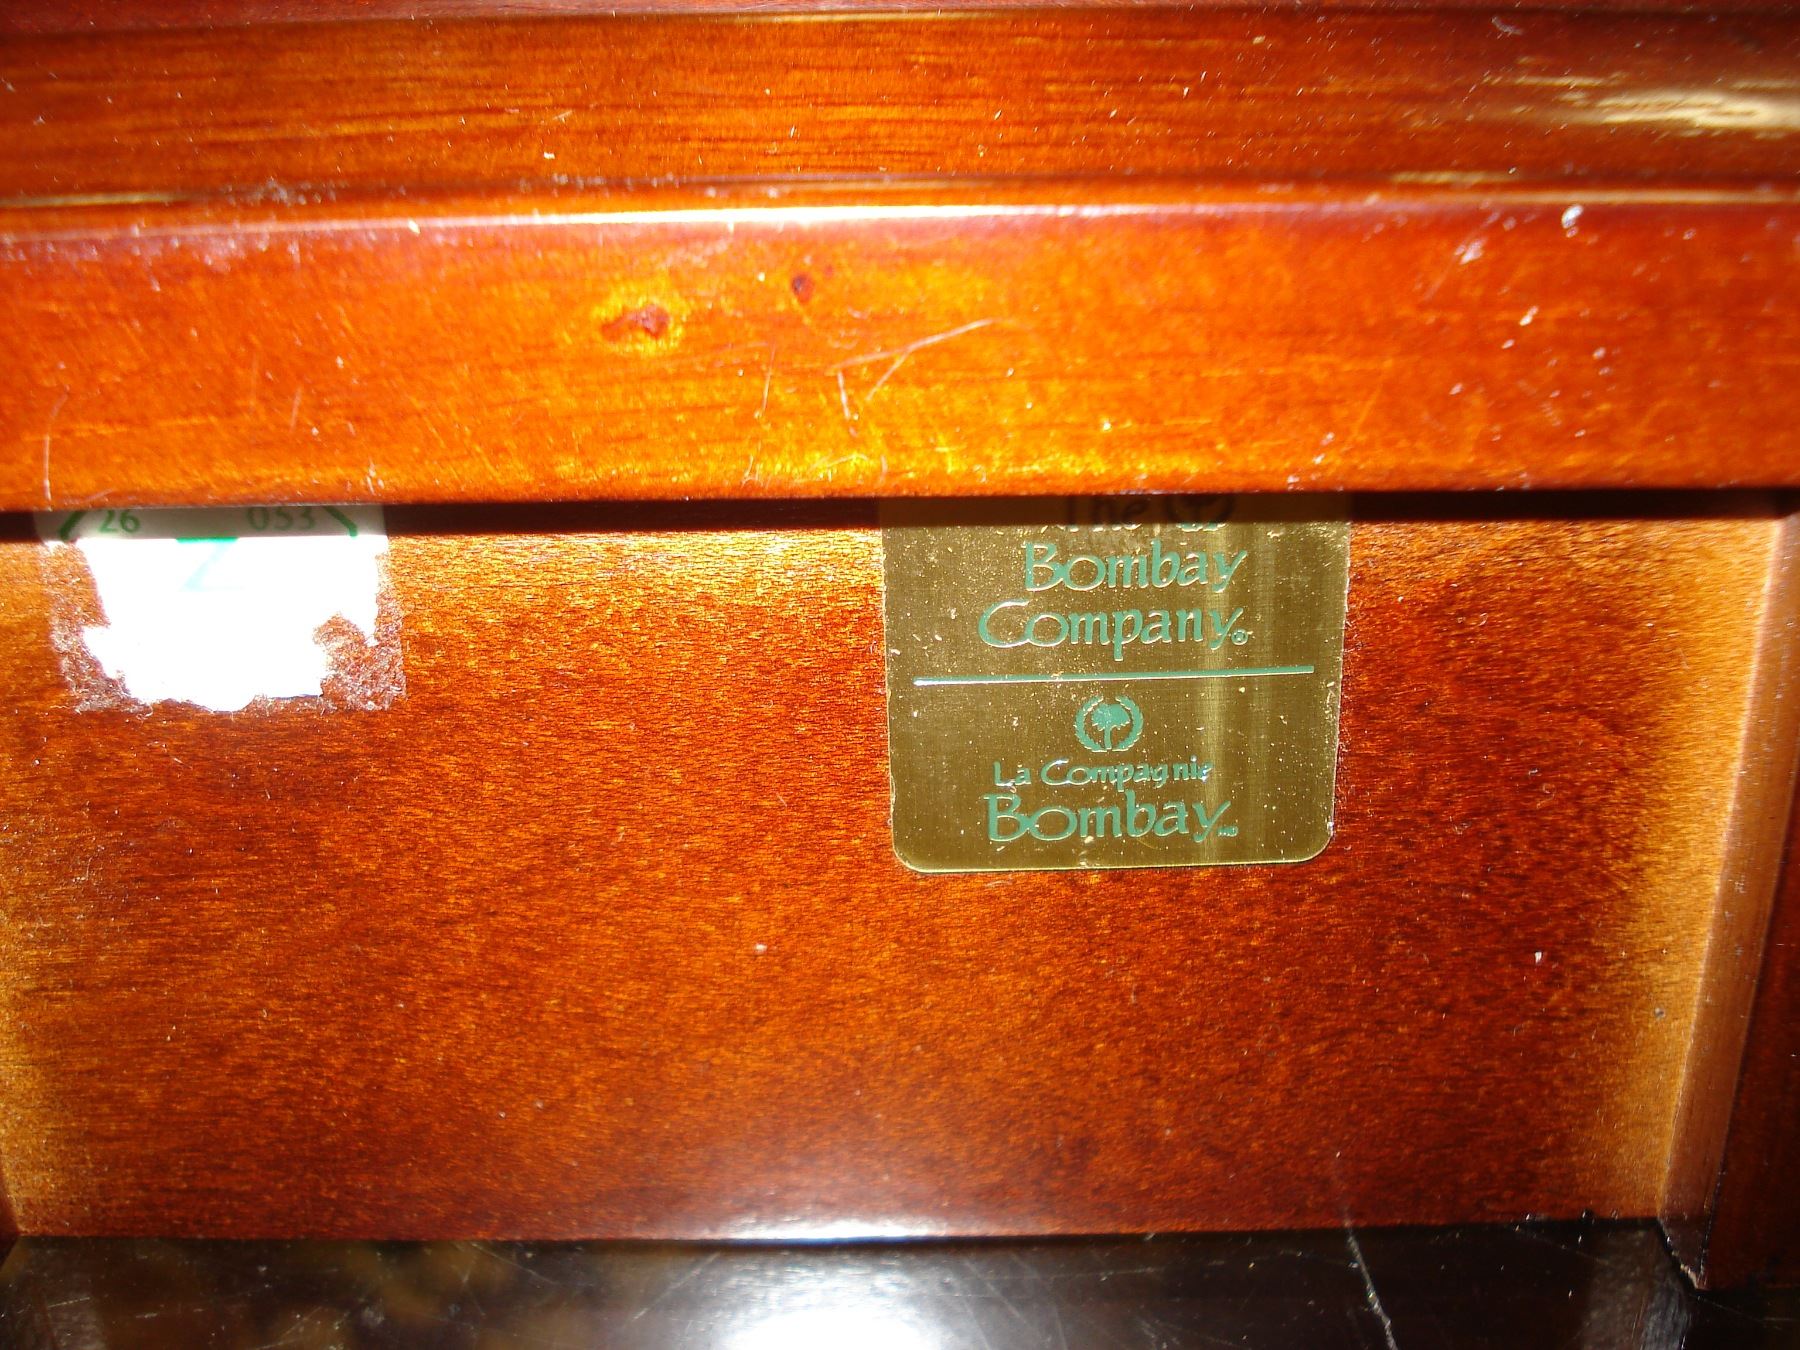 26 053
Z
The
Bombay
Company®
La Compagnie
Bombay